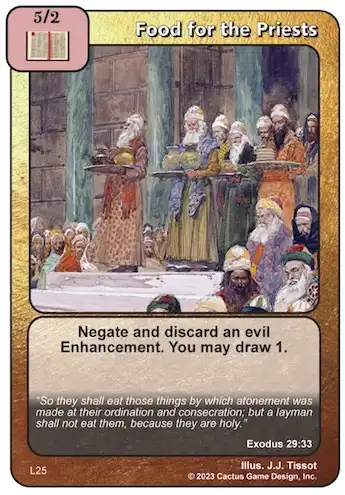 5/2
Food for the Priests
Negate and discard an evil
Enhancement. You may draw 1.
"So they shall eat those things by which atonement was
made at their ordination and consecration; but a layman
shall not eat them, because they are holy."
Exodus 29:33
Illus. J.J. Tissot
L25
© 2023 Cactus Game Design, Inc.